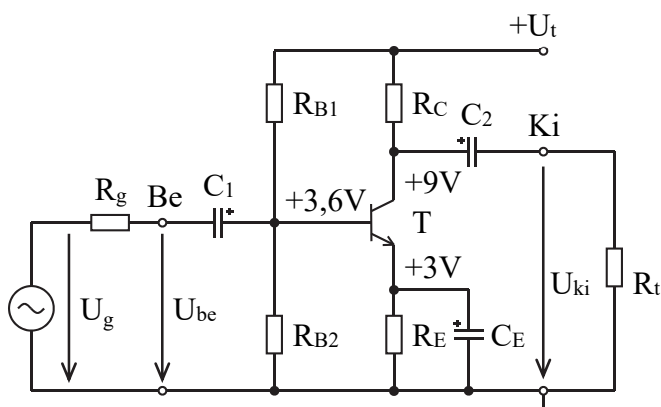 +Ut
RB1
RC
C2
Ki
Rg
Be
C1
+3,6V
+9V
T
+3V
Ug
Ube
RB2
RE
CE
Uki
Rt